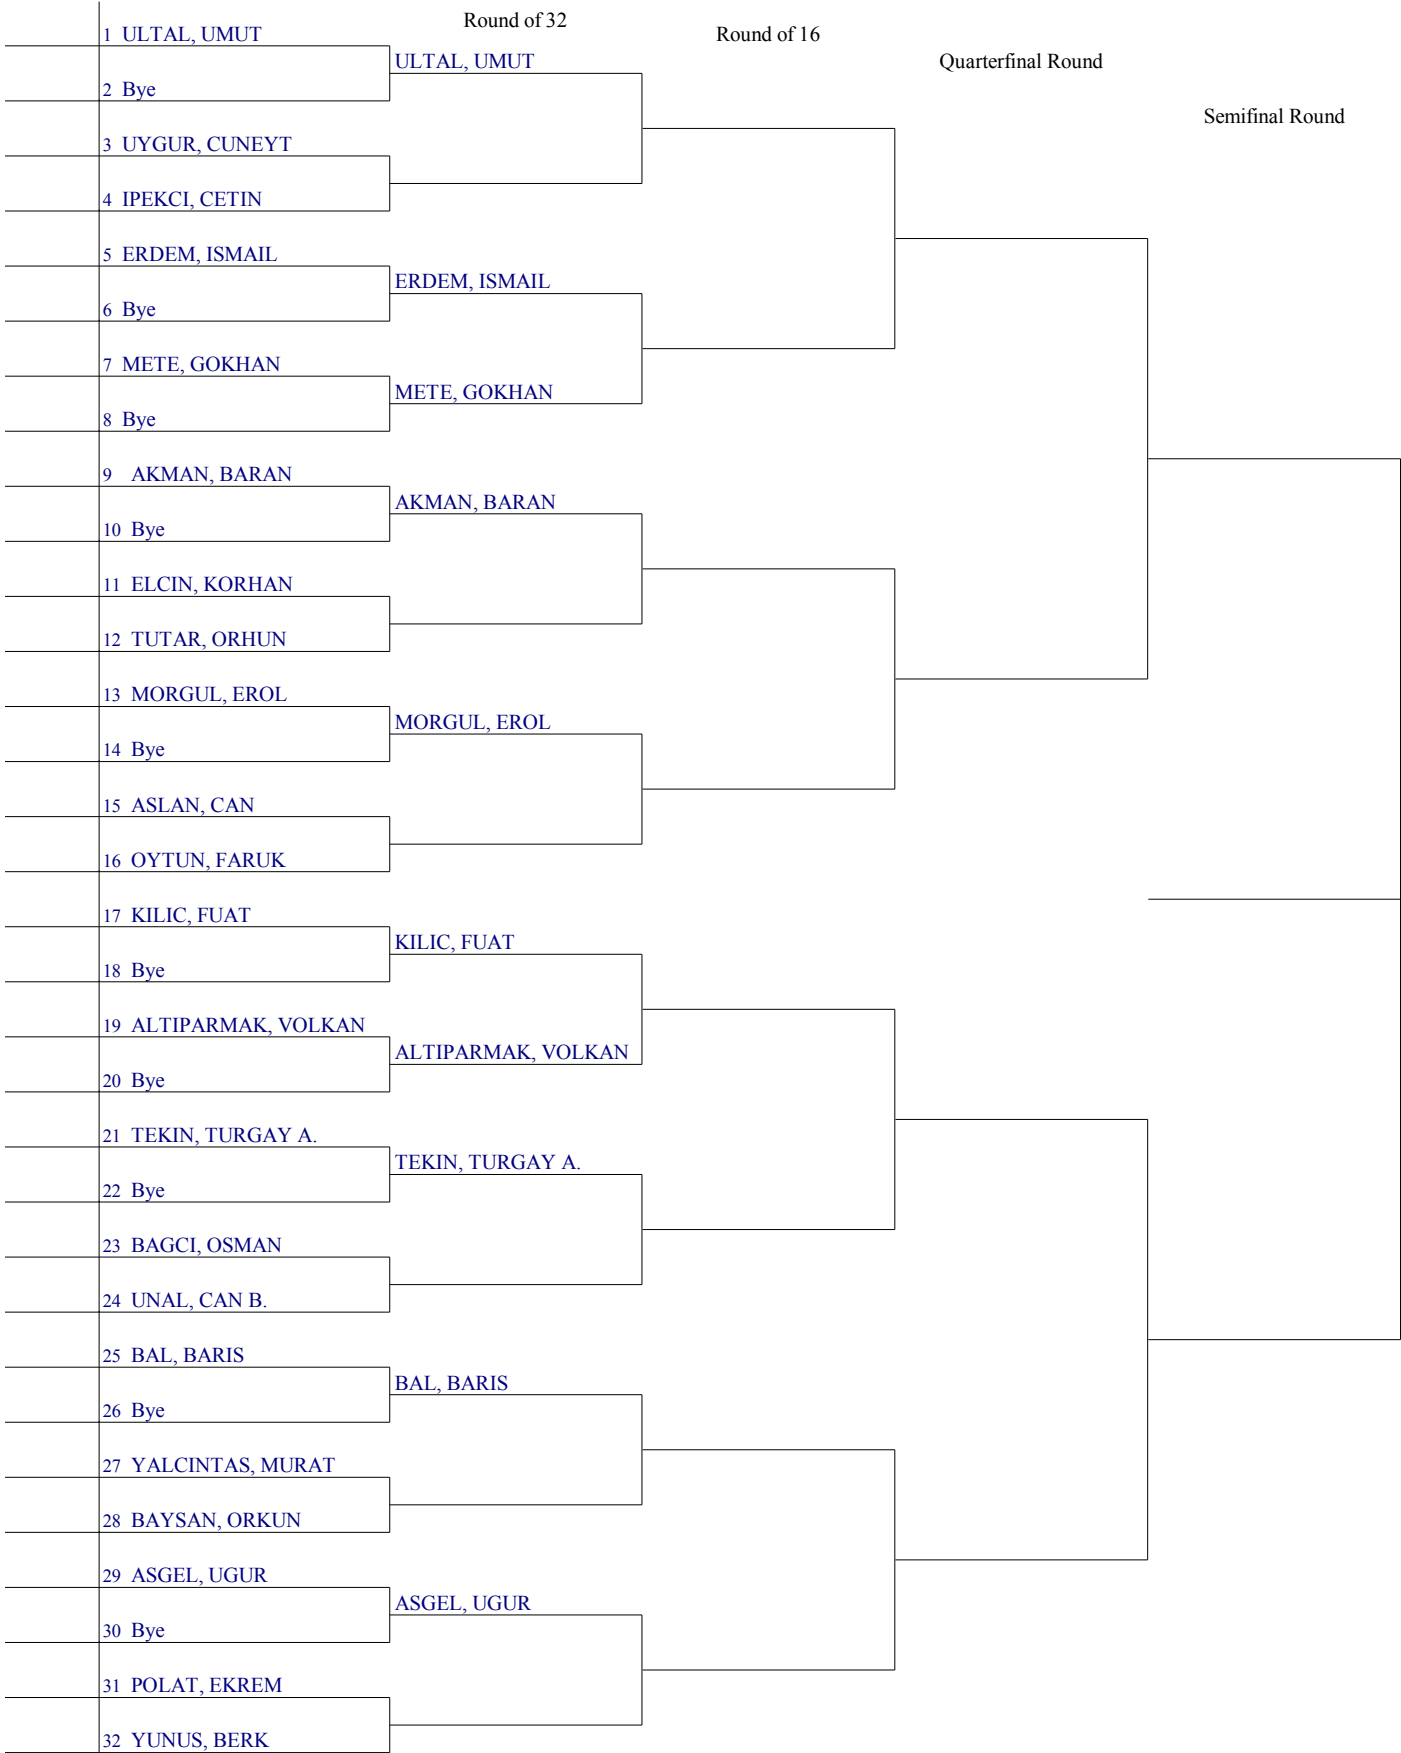 Round of 32
Round of 16
Quarterfinal Round
Semifinal Round
1 ULTAL, UMUT
ULTAL, UMUT
2 Bye
3 UYGUR, CUNEYT
4 IPEKCI, CETIN
5 ERDEM, ISMAIL
ERDEM, ISMAIL
6 Bye
7 METE, GOKHAN
METE, GOKHAN
8 Bye
9 AKMAN, BARAN
AKMAN, BARAN
10 Bye
11 ELCIN, KORHAN
12 TUTAR, ORHUN
13 MORGUL, EROL
MORGUL, EROL
14 Bye
15 ASLAN, CAN
16 OYTUN, FARUK
17 KILIC, FUAT
KILIC, FUAT
18 Bye
19 ALTIPARMAK, VOLKAN
ALTIPARMAK, VOLKAN
20 Bye
21 TEKIN, TURGAY A.
TEKIN, TURGAY A.
22 Bye
23 BAGCI, OSMAN
24 UNAL, CAN B.
25 BAL, BARIS
BAL, BARIS
26 Bye
27 YALCINTAS, MURAT
28 BAYSAN, ORKUN
29 ASGEL, UGUR
ASGEL, UGUR
30 Bye
31 POLAT, EKREM
32 YUNUS, BERK